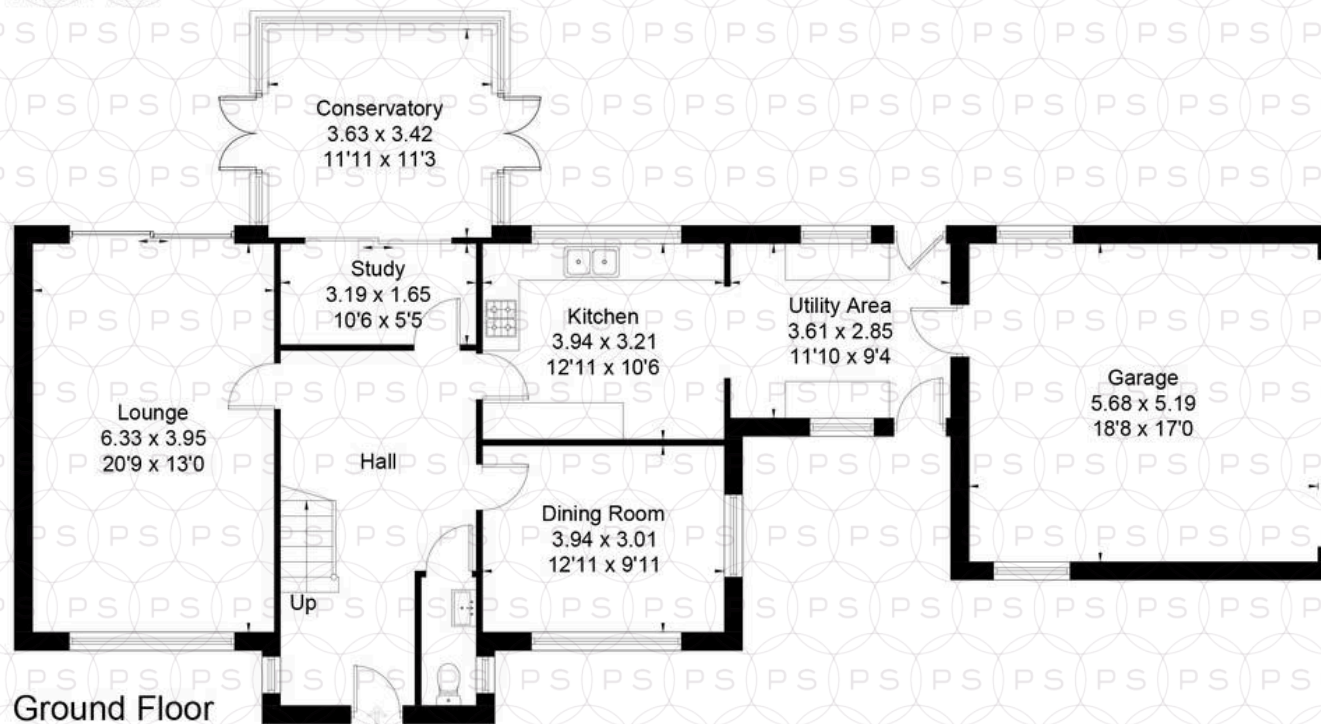 Conservatory
3.63 x 3.42
11'11 x 11'3
Study
3.19 x 1.65
10'6 x 5'5
Kitchen
3.94 x 3.21
12'11 x 10'6
Utility Area
3.61 x 2.85
11'10 x 9'4
Garage
5.68 x 5.19
18'8 x 17'0
Lounge
6.33 x 3.95
20'9 x 13'0
Hall
Dining Room
3.94 x 3.01
12'11 x 9'11
Up
Ground Floor